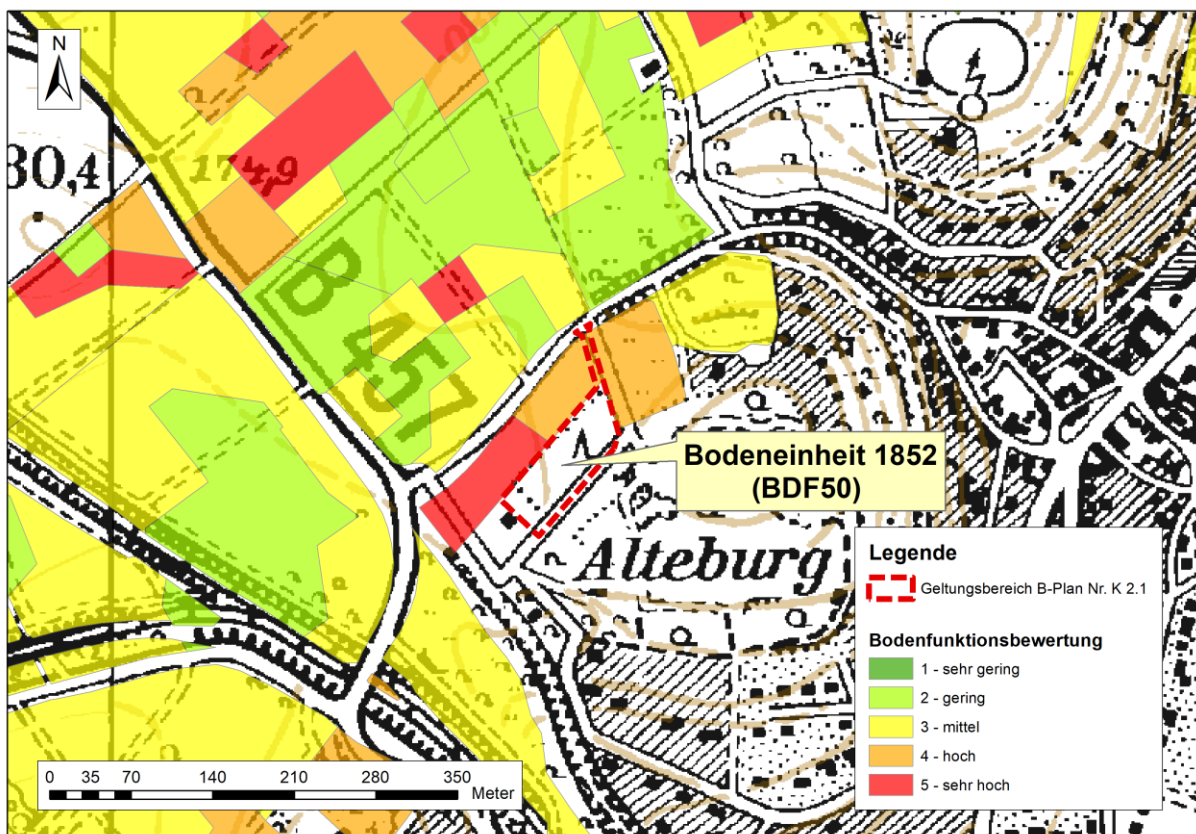 N
30,4
174,9
B 457
Bodeneinheit 1852
(BDF50)
Alteburg
Legende
Geltungsbereich B-Plan Nr. K 2.1
Bodenfunktionsbewertung
1 - sehr gering
2 - gering
3 - mittel
4 - hoch
5 - sehr hoch
0 35 70 140 210 280 350
Meter